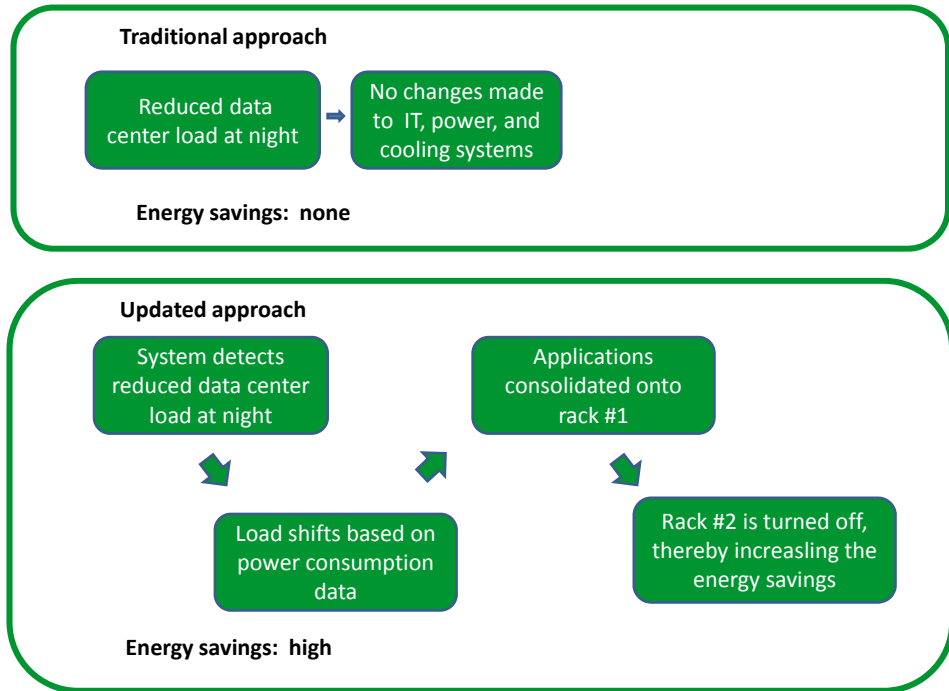 Traditional approach
Reduced data
center load at night
No changes made
to IT, power, and
cooling systems
Energy savings: none
Updated approach
System detects
reduced data center
load at night
Load shifts based on
power consumption
data
Applications
consolidated onto
rack #1
Rack #2 is turned off,
thereby increasling the
energy savings
Energy savings: high